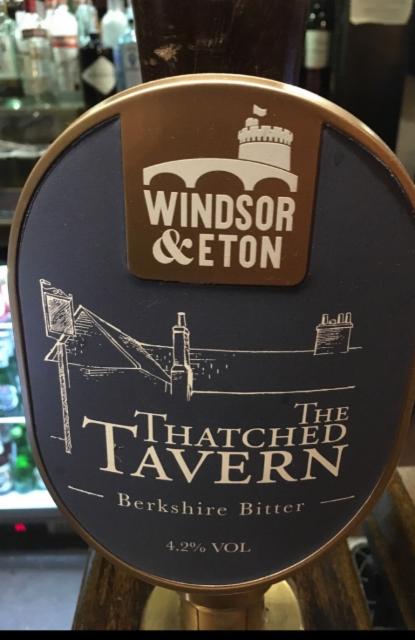 WINDSOR
& ETON
THE
THATCHED
TAVERN
Berkshire Bitter
4.2% VOL